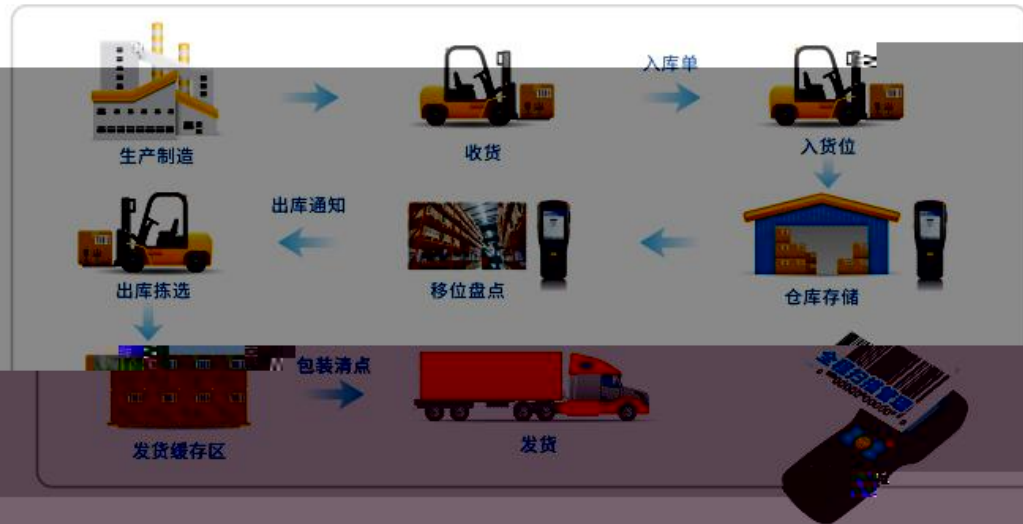 入库单
生产制造
收货
入货位
出库通知
出库拣选
移位盘点
仓库存储
包装清点
发货缓存区
发货